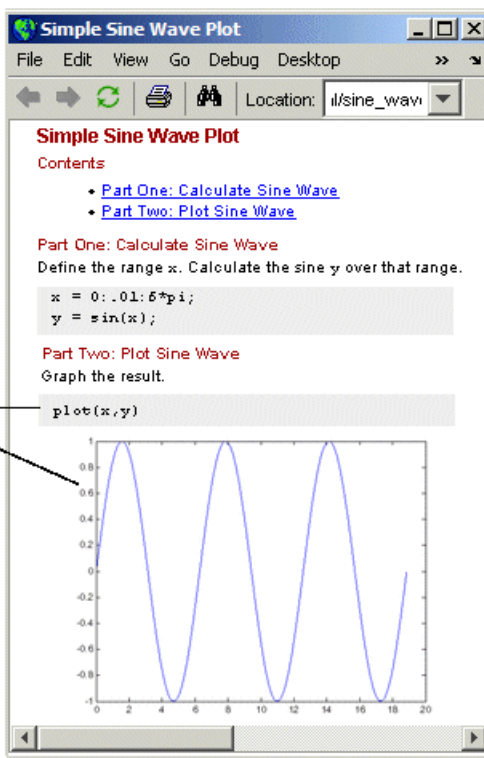 Simple Sine Wave Plot
File Edit View Go Debug Desktop »
Location: il/sine_wav
Simple Sine Wave Plot
Contents
• Part One: Calculate Sine Wave
• Part Two: Plot Sine Wave
Part One: Calculate Sine Wave
Define the range x. Calculate the sine y over that range.
x = 0:.01:6*pi;
y = sin(x);
Part Two: Plot Sine Wave
Graph the result.
plot(x,y)
1
0.8
0.6
0.4
0.2
0
-0.2
-0.4
-0.6
-0.8
-1
0 2 4 6 8 10 12 14 16 18 20